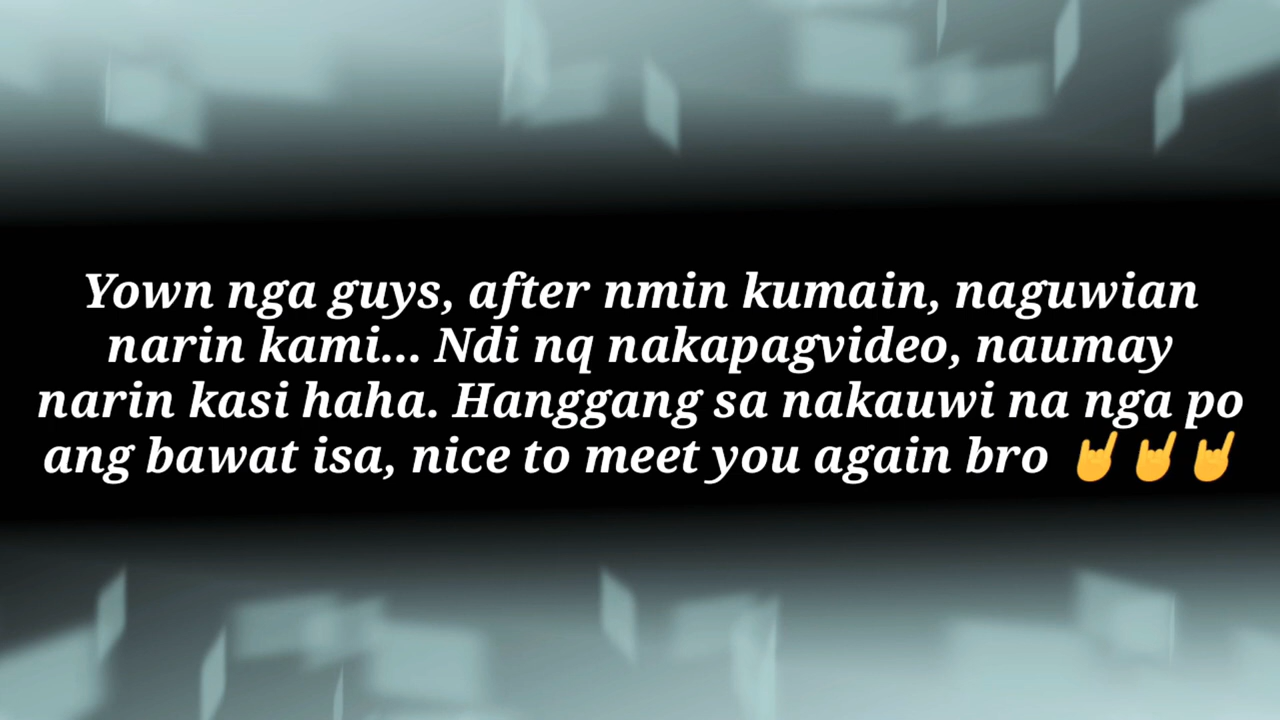 Yown nga guys, after nmin kumain, naguwian
narin kami... Ndi nq nakapagvideo, naumay
narin kasi haha. Hanggang sa nakauwi na nga po
ang bawat isa, nice to meet you again bro 🤘🤘🤘